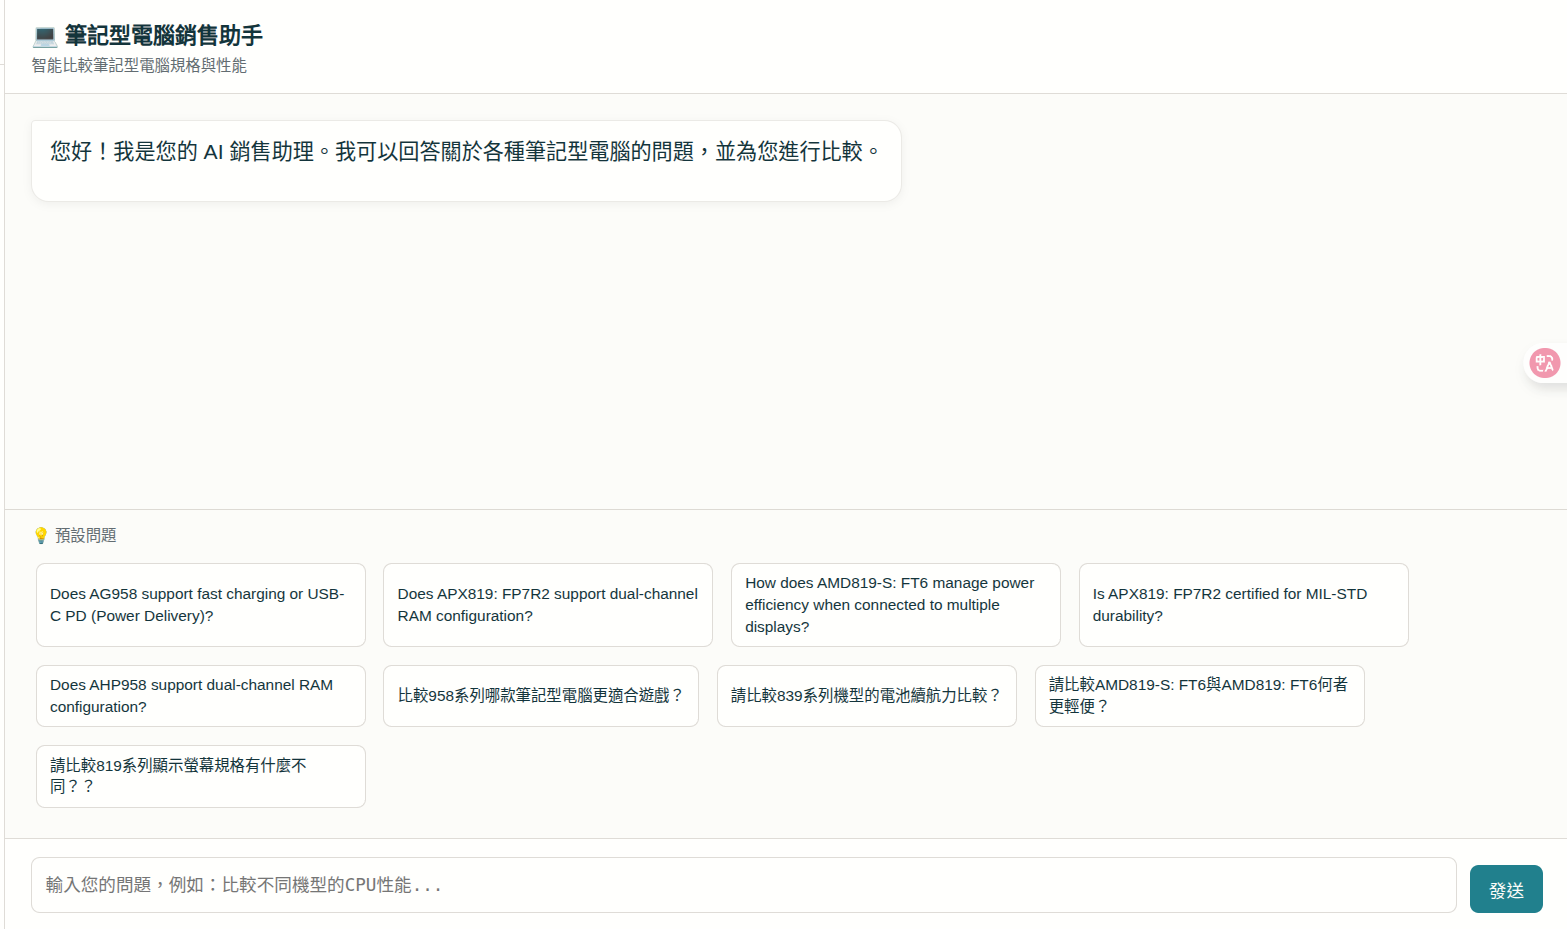 💻 筆記型電腦銷售助手
智能比較筆記型電腦規格與性能
您好！我是您的 AI 銷售助理。我可以回答關於各種筆記型電腦的問題，並為您進行比較。
💡 預設問題
Does AG958 support fast charging or USB-
C PD (Power Delivery)?
Does APX819: FP7R2 support dual-channel
RAM configuration?
How does AMD819-S: FT6 manage power
efficiency when connected to multiple
displays?
Is APX819: FP7R2 certified for MIL-STD
durability?
Does AHP958 support dual-channel RAM
configuration?
比較958系列哪款筆記型電腦更適合遊戲？
請比較839系列機型的電池續航力比較？
請比較AMD819-S: FT6與AMD819: FT6何者
更輕便？
請比較819系列顯示螢幕規格有什麼不
同？？
輸入您的問題，例如：比較不同機型的CPU性能...
發送